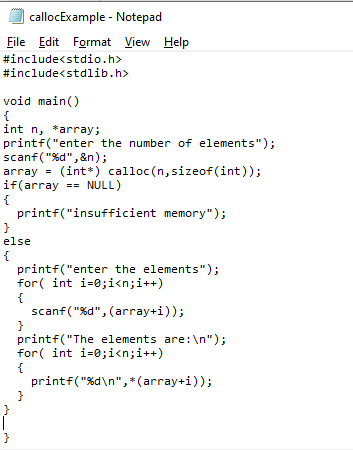 callocExample - Notepad
File Edit Format View Help
#include<stdio.h>
#include<stdlib.h>

void main()
{
int n, *array;
printf("enter the number of elements");
scanf("%d",&n);
array = (int*) calloc(n,sizeof(int));
if(array == NULL)
{
  printf("insufficient memory");
}
else
{
  printf("enter the elements");
  for( int i=0;i<n;i++)
  {
    scanf("%d",(array+i));
  }
  printf("The elements are:\n");
  for( int i=0;i<n;i++)
  {
    printf("%d\n",*(array+i));
  }
}

}